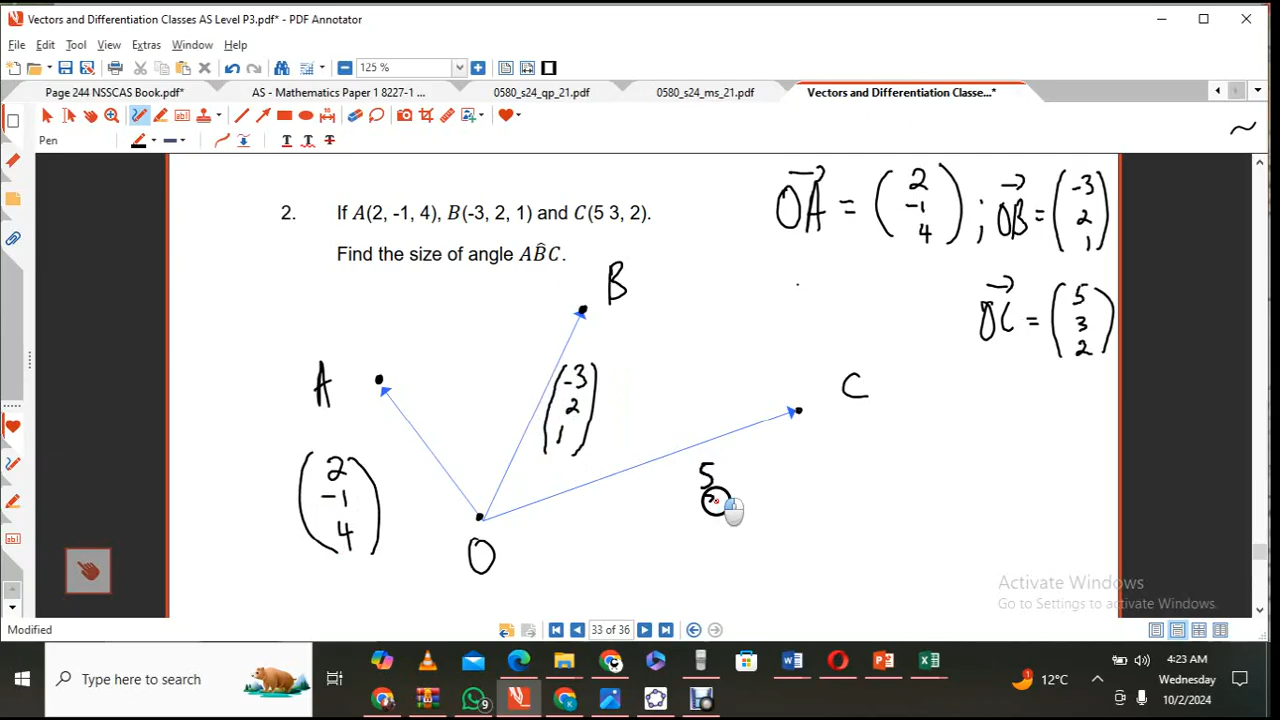 Vectors and Differentiation Classes AS Level P3.pdf* - PDF Annotator
File Edit Tool View Extras Window Help
125 %
Page 244 NSSCAS Book.pdf*
AS - Mathematics Paper 1 8227-1 ...
0580_s24_qp_21.pdf
0580_s24_ms_21.pdf
Vectors and Differentiation Classe...*
Pen
2. If A(2, -1, 4), B(-3, 2, 1) and C(5 3, 2).
Find the size of angle AB̂C.
OA = (2 -1 4) ; OB = (-3 2 1)
OC = (5 3 2)
B
A
C
(-3 2 1)
(2 -1 4)
5
O
Activate Windows
Go to Settings to activate Windows.
Modified
33 of 36
Type here to search
9
12°C
4:23 AM
Wednesday
10/2/2024